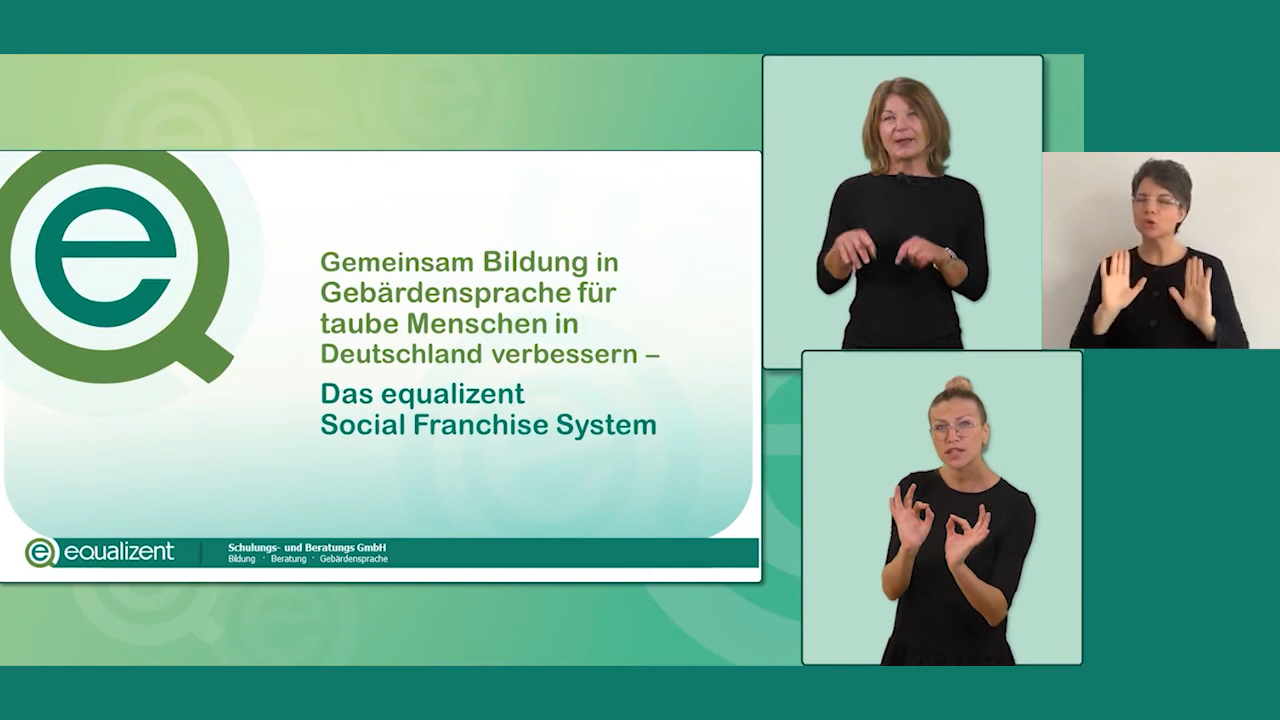 Gemeinsam Bildung in
Gebärdensprache für
taube Menschen in
Deutschland verbessern –
Das equalizent
Social Franchise System
equalizent
Schulungs- und Beratungs GmbH
Bildung · Beratung · Gebärdensprache